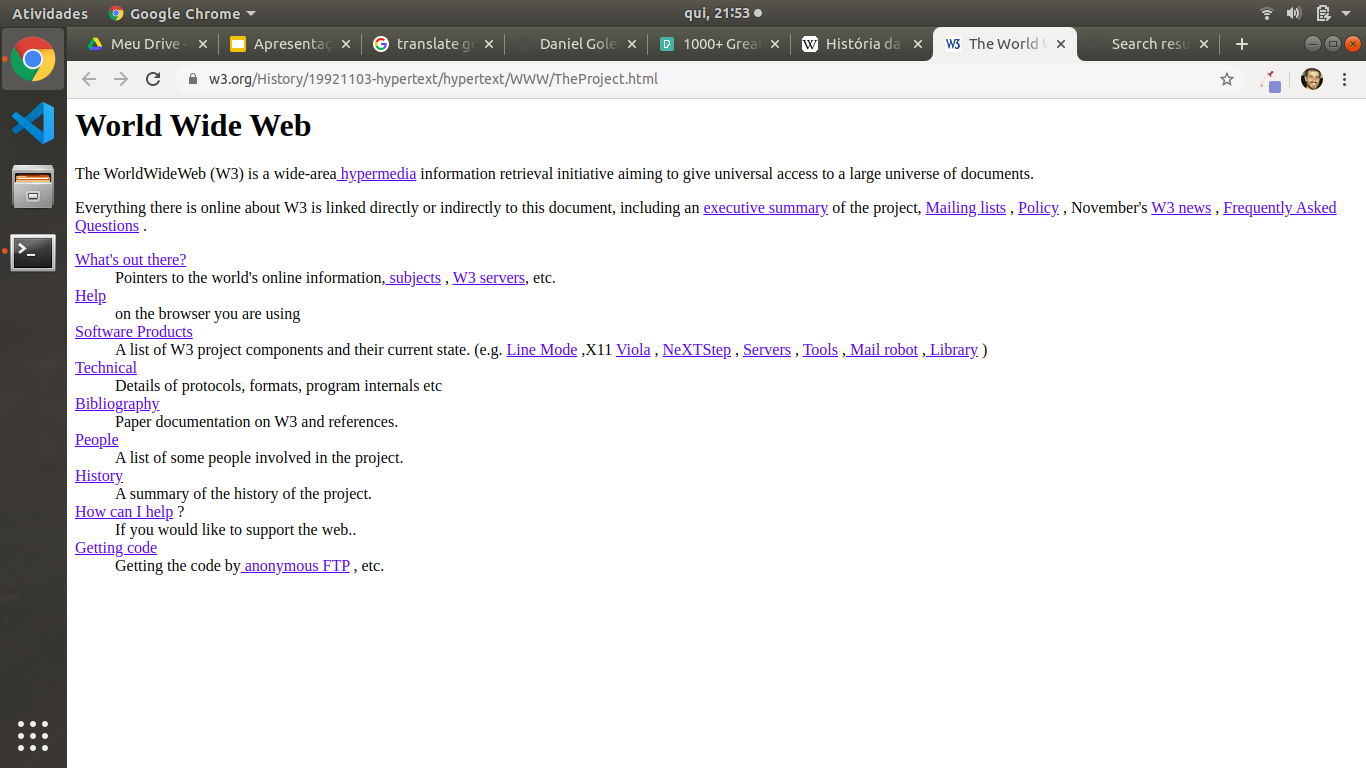 Atividades Google Chrome qui, 21:53
Meu Drive - Apresentaç translate go Daniel Gole 1000+ Grea História da The World W Search resu
w3.org/History/19921103-hypertext/hypertext/WWW/TheProject.html
World Wide Web
The WorldWideWeb (W3) is a wide-area hypermedia information retrieval initiative aiming to give universal access to a large universe of documents.
Everything there is online about W3 is linked directly or indirectly to this document, including an executive summary of the project, Mailing lists , Policy , November's W3 news , Frequently Asked
Questions .
What's out there?
Pointers to the world's online information, subjects , W3 servers, etc.
Help
on the browser you are using
Software Products
A list of W3 project components and their current state. (e.g. Line Mode ,X11 Viola , NeXTStep , Servers , Tools , Mail robot , Library )
Technical
Details of protocols, formats, program internals etc
Bibliography
Paper documentation on W3 and references.
People
A list of some people involved in the project.
History
A summary of the history of the project.
How can I help ?
If you would like to support the web..
Getting code
Getting the code by anonymous FTP , etc.